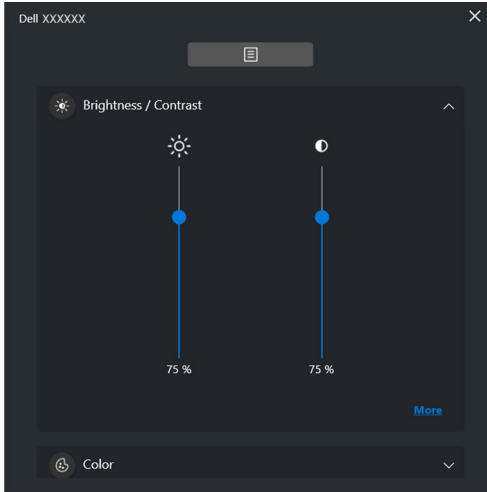 Dell XXXXXX
Brightness / Contrast
75 % 75 %
More
Color